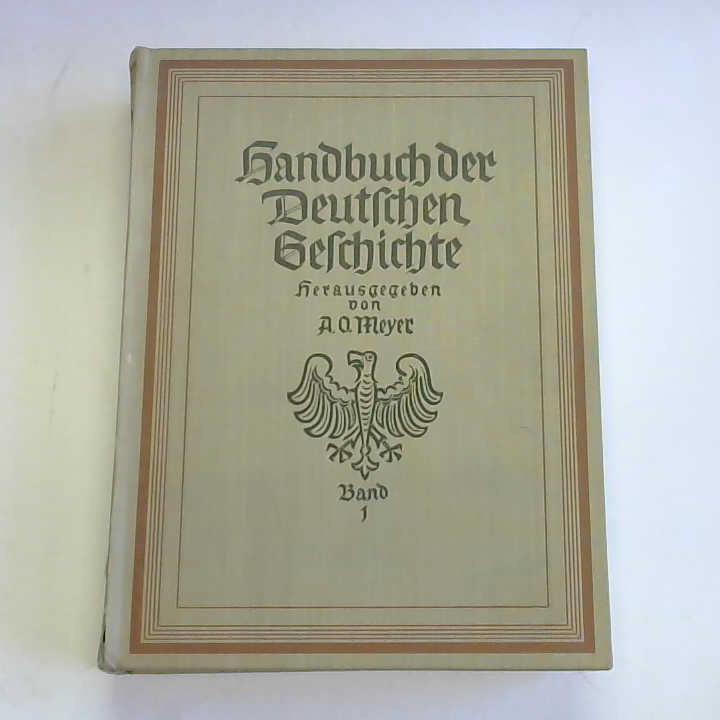 Handbuch der
Deutſchen
Geſchichte
Herausgegeben
von
A. O. Meyer
Band
1